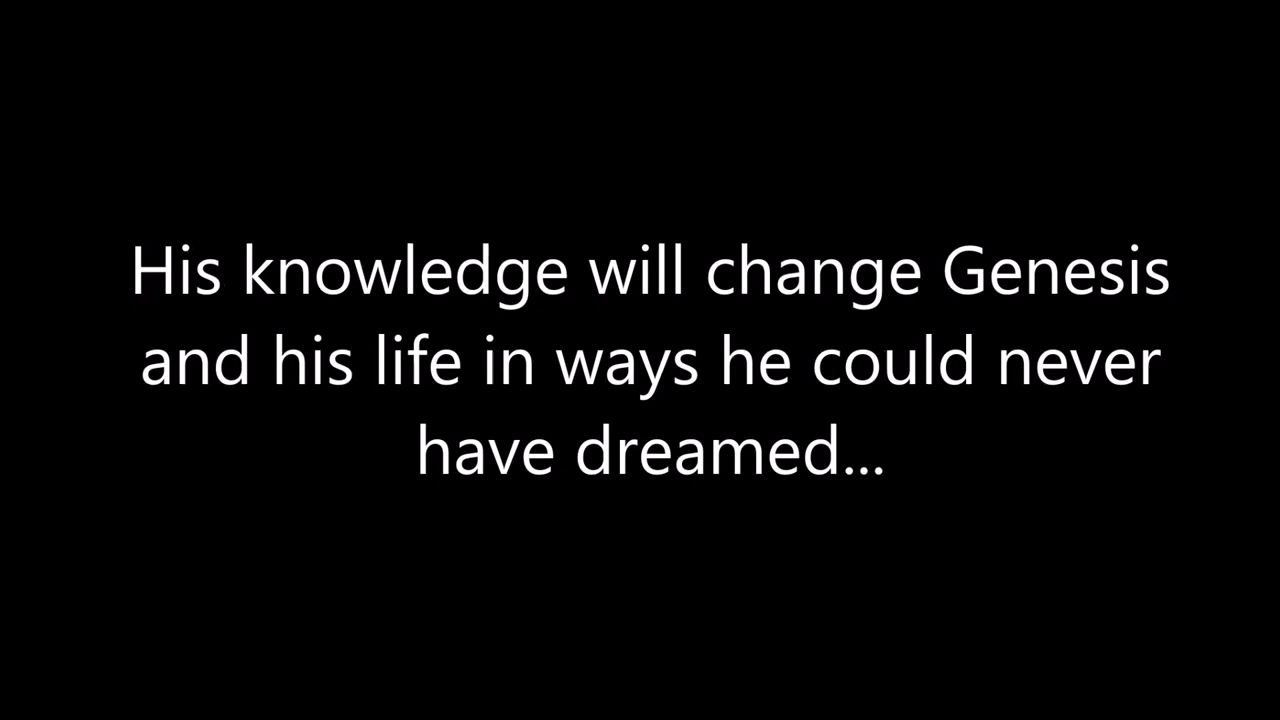 His knowledge will change Genesis
and his life in ways he could never
have dreamed...